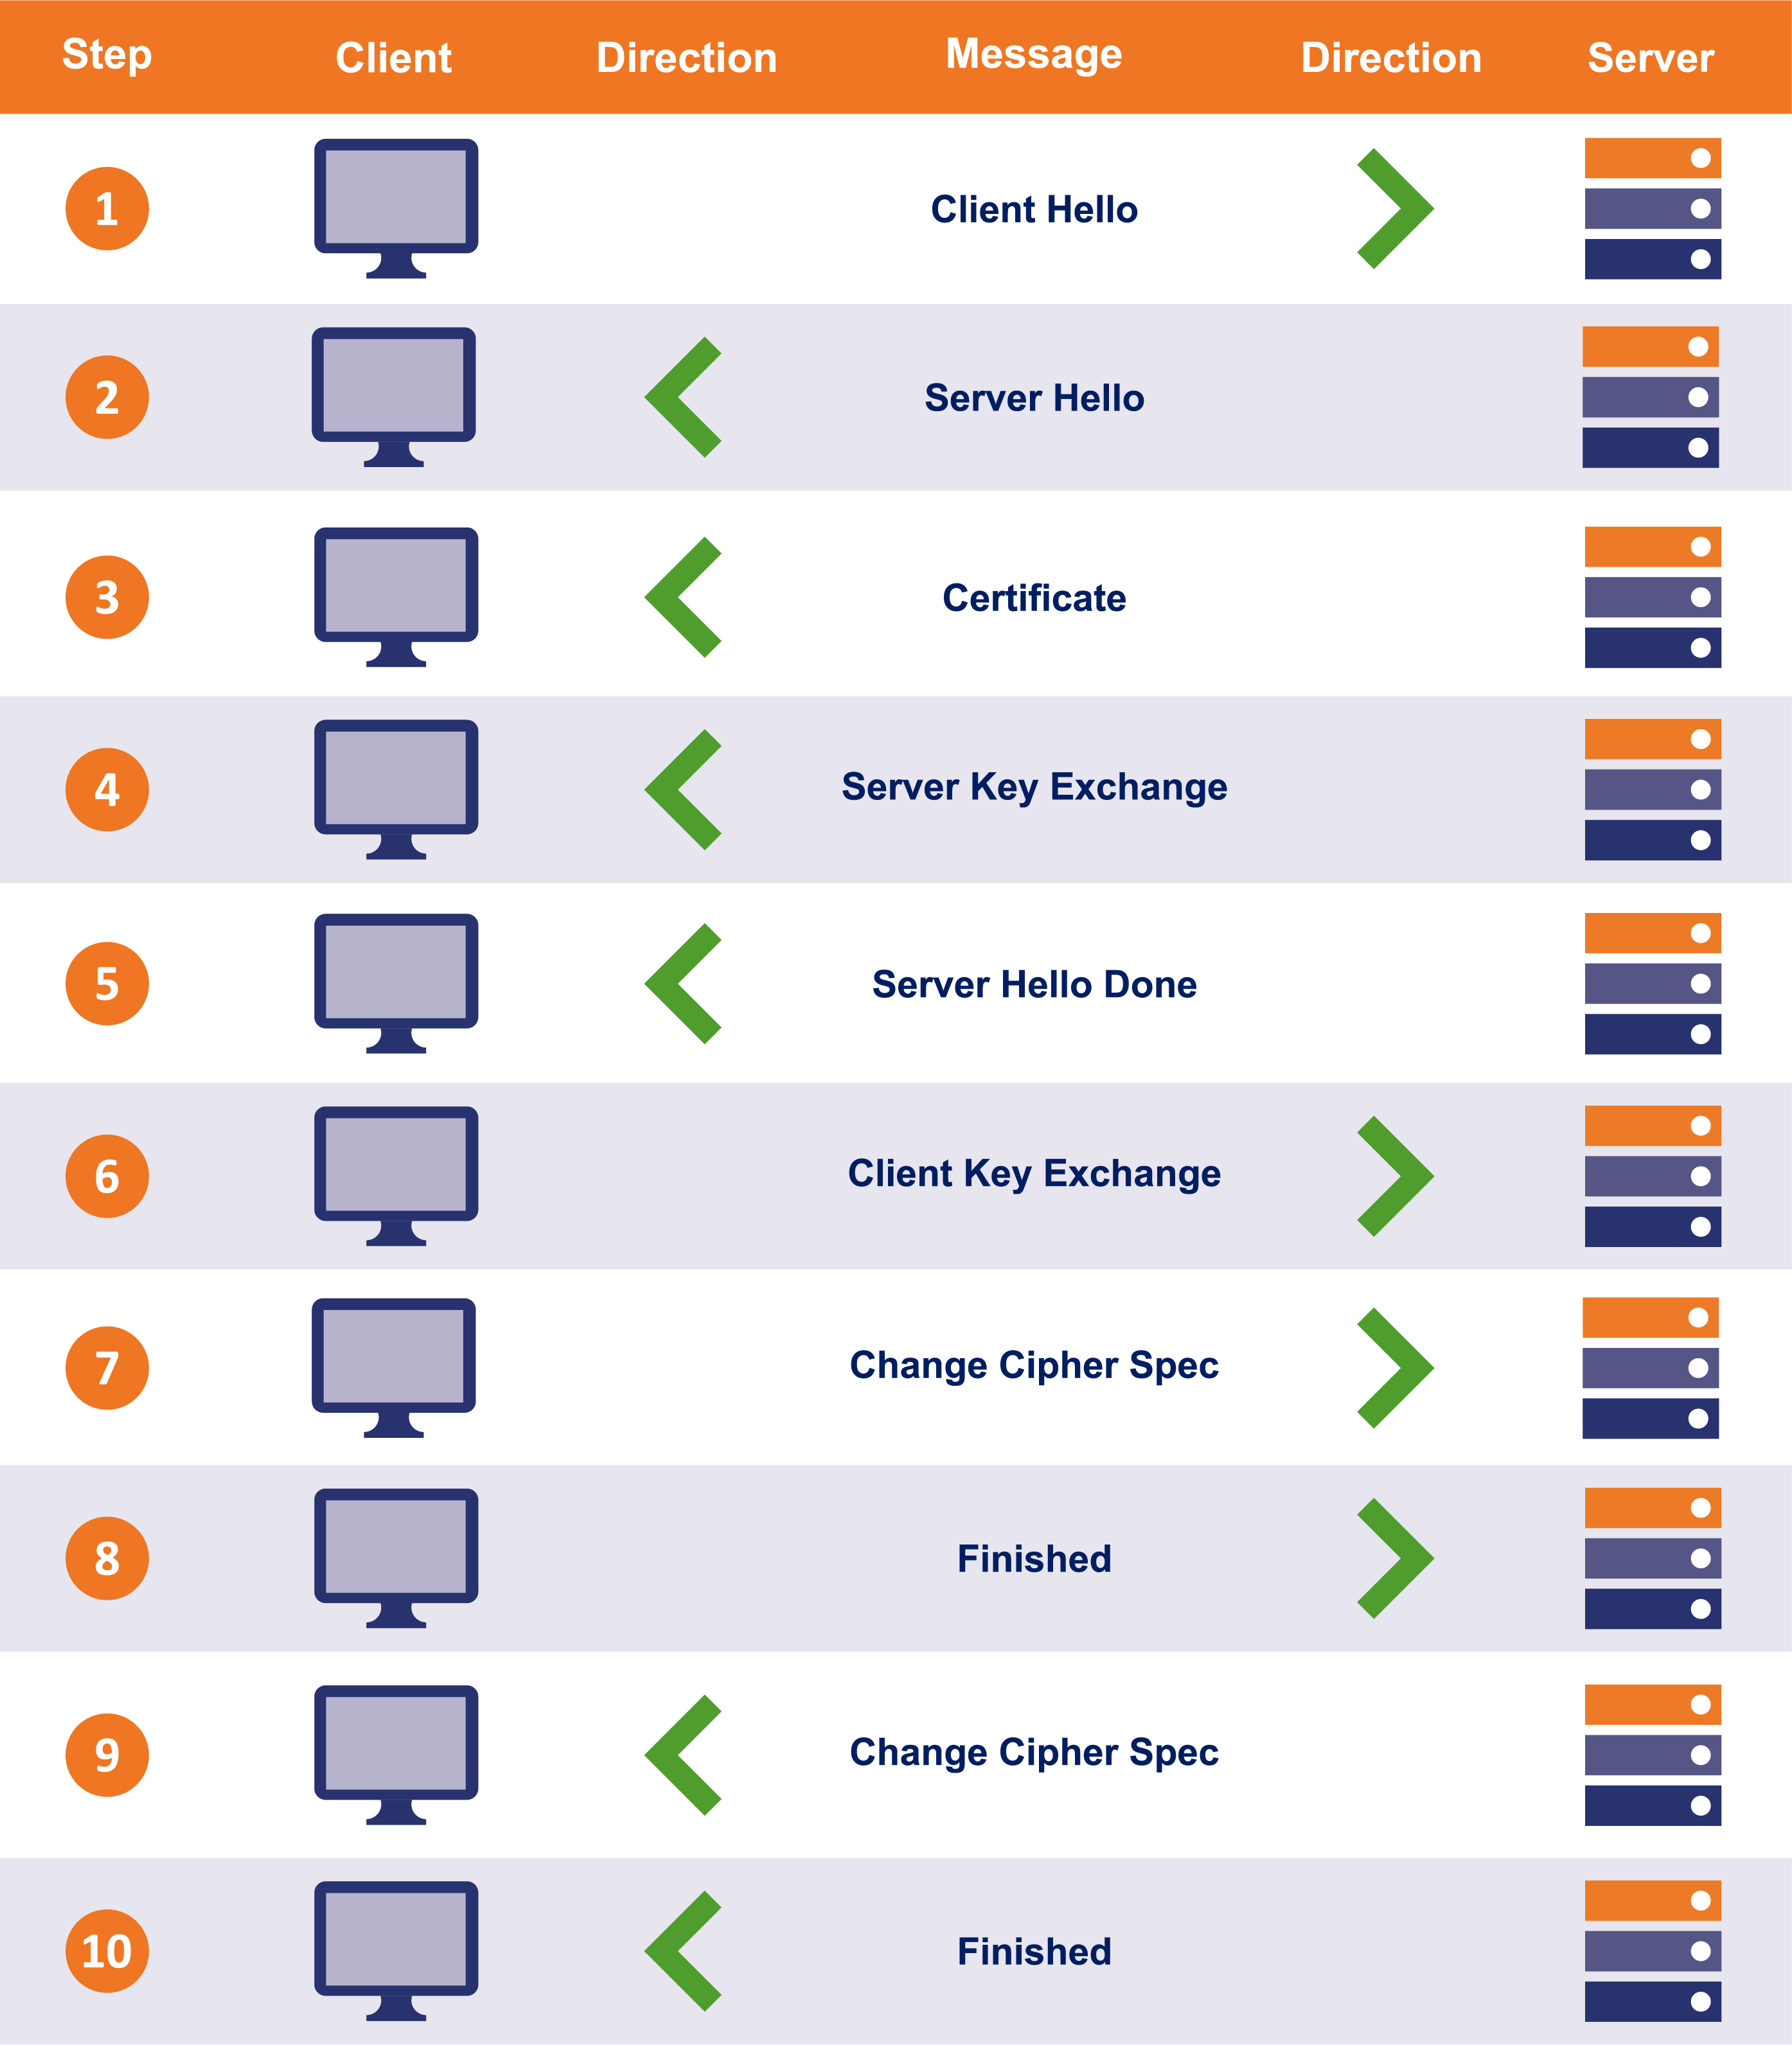 Step Client Direction Message Direction Server
1 Client Hello
2 Server Hello
3 Certificate
4 Server Key Exchange
5 Server Hello Done
6 Client Key Exchange
7 Change Cipher Spec
8 Finished
9 Change Cipher Spec
10 Finished